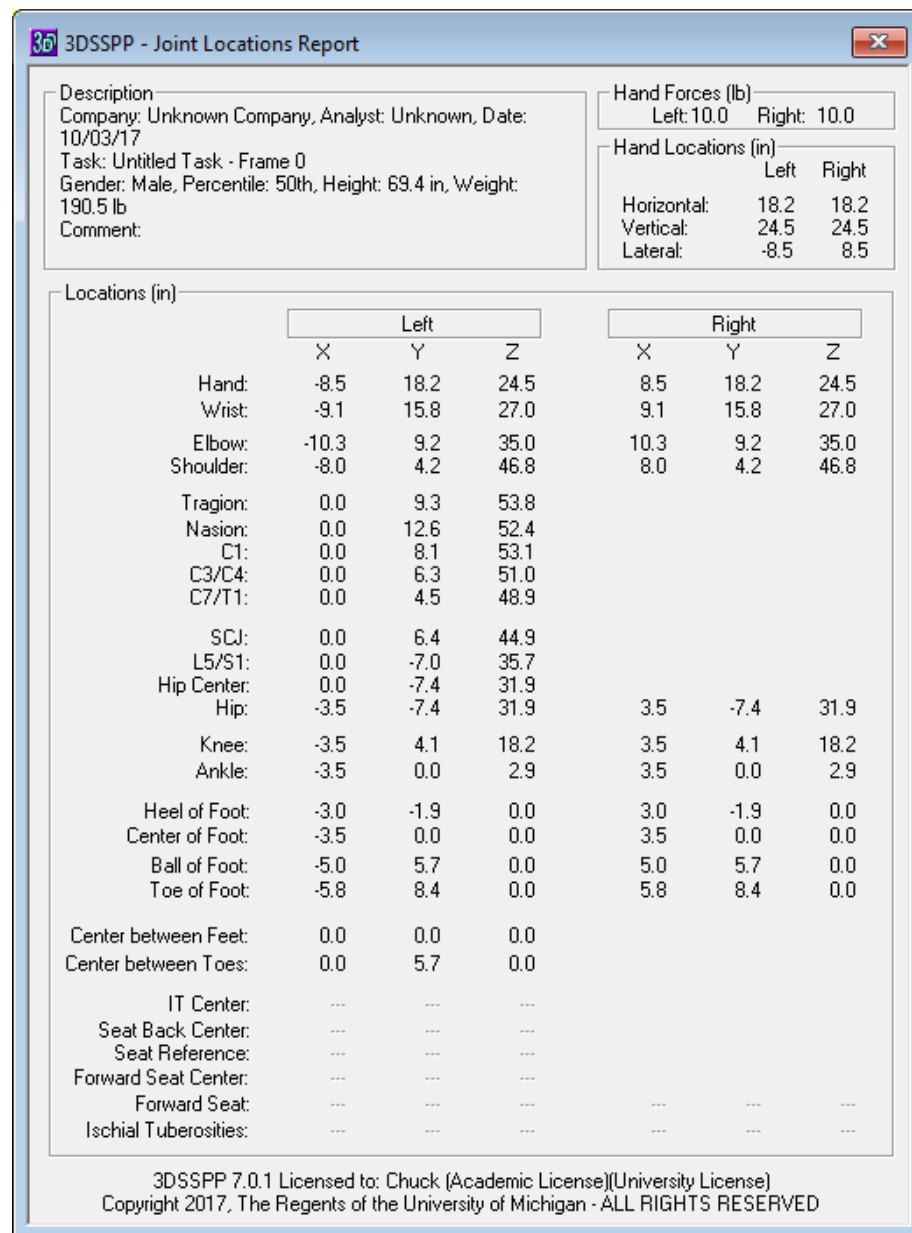 3DSSPP - Joint Locations Report
Description
Company: Unknown Company, Analyst: Unknown, Date:
10/03/17
Task: Untitled Task - Frame 0
Gender: Male, Percentile: 50th, Height: 69.4 in, Weight:
190.5 lb
Comment:
Hand Forces (lb)
Left: 10.0 Right: 10.0
Hand Locations (in)
Left Right
Horizontal: 18.2 18.2
Vertical: 24.5 24.5
Lateral: -8.5 8.5
Locations (in)
Left Right
X Y Z X Y Z
Hand: -8.5 18.2 24.5 8.5 18.2 24.5
Wrist: -9.1 15.8 27.0 9.1 15.8 27.0
Elbow: -10.3 9.2 35.0 10.3 9.2 35.0
Shoulder: -8.0 4.2 46.8 8.0 4.2 46.8
Tragion: 0.0 9.3 53.8
Nasion: 0.0 12.6 52.4
C1: 0.0 8.1 53.1
C3/C4: 0.0 6.3 51.0
C7/T1: 0.0 4.5 48.9
SCJ: 0.0 6.4 44.9
L5/S1: 0.0 -7.0 35.7
Hip Center: 0.0 -7.4 31.9
Hip: -3.5 -7.4 31.9 3.5 -7.4 31.9
Knee: -3.5 4.1 18.2 3.5 4.1 18.2
Ankle: -3.5 0.0 2.9 3.5 0.0 2.9
Heel of Foot: -3.0 -1.9 0.0 3.0 -1.9 0.0
Center of Foot: -3.5 0.0 0.0 3.5 0.0 0.0
Ball of Foot: -5.0 5.7 0.0 5.0 5.7 0.0
Toe of Foot: -5.8 8.4 0.0 5.8 8.4 0.0
Center between Feet: 0.0 0.0 0.0
Center between Toes: 0.0 5.7 0.0
IT Center: --- --- ---
Seat Back Center: --- --- ---
Seat Reference: --- --- ---
Forward Seat Center: --- --- ---
Forward Seat: --- --- --- --- --- ---
Ischial Tuberosities: --- --- --- --- --- ---
3DSSPP 7.0.1 Licensed to: Chuck (Academic License)(University License)
Copyright 2017, The Regents of the University of Michigan - ALL RIGHTS RESERVED